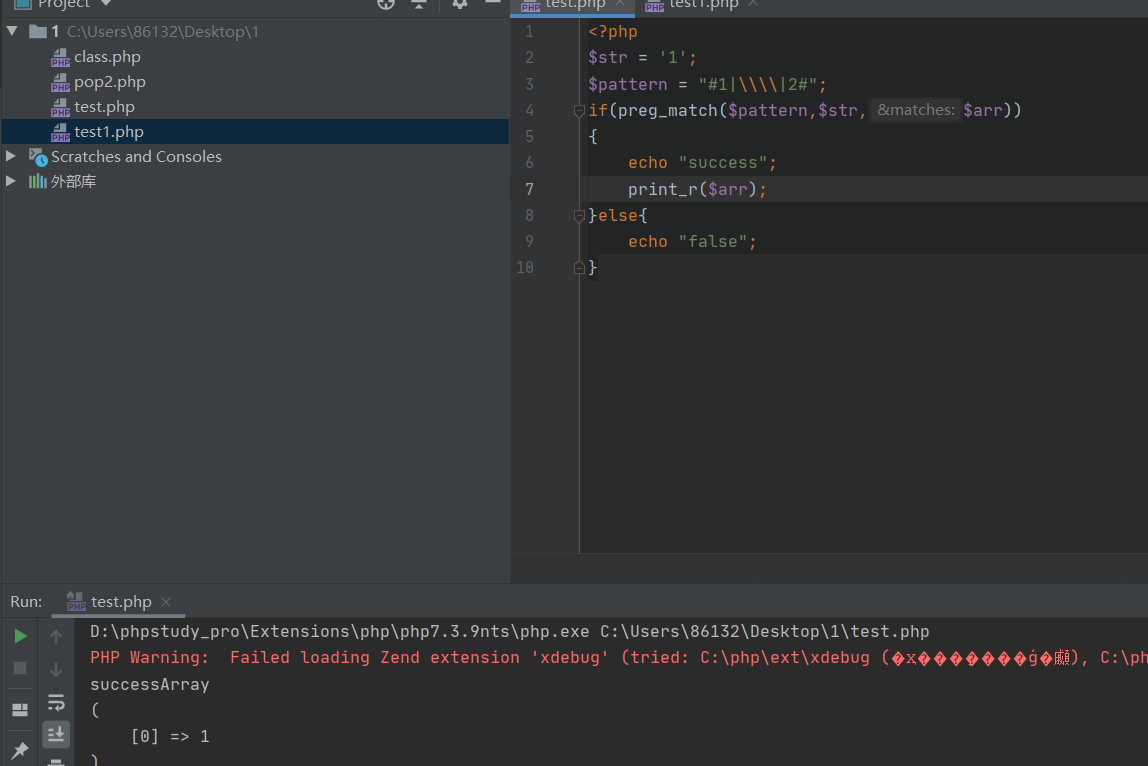 Project
test.php
test1.php
1 C:\Users\86132\Desktop\1
class.php
pop2.php
test.php
test1.php
Scratches and Consoles
外部库
1 <?php
2 $str = '1';
3 $pattern = "#1|\\\\|2#";
4 if(preg_match($pattern,$str, &matches: $arr))
5 {
6 echo "success";
7 print_r($arr);
8 }else{
9 echo "false";
10 }
Run: test.php
D:\phpstudy_pro\Extensions\php\php7.3.9nts\php.exe C:\Users\86132\Desktop\1\test.php
PHP Warning:  Failed loading Zend extension 'xdebug' (tried: C:\php\ext\xdebug (), C:\ph
successArray
(
[0] => 1
)